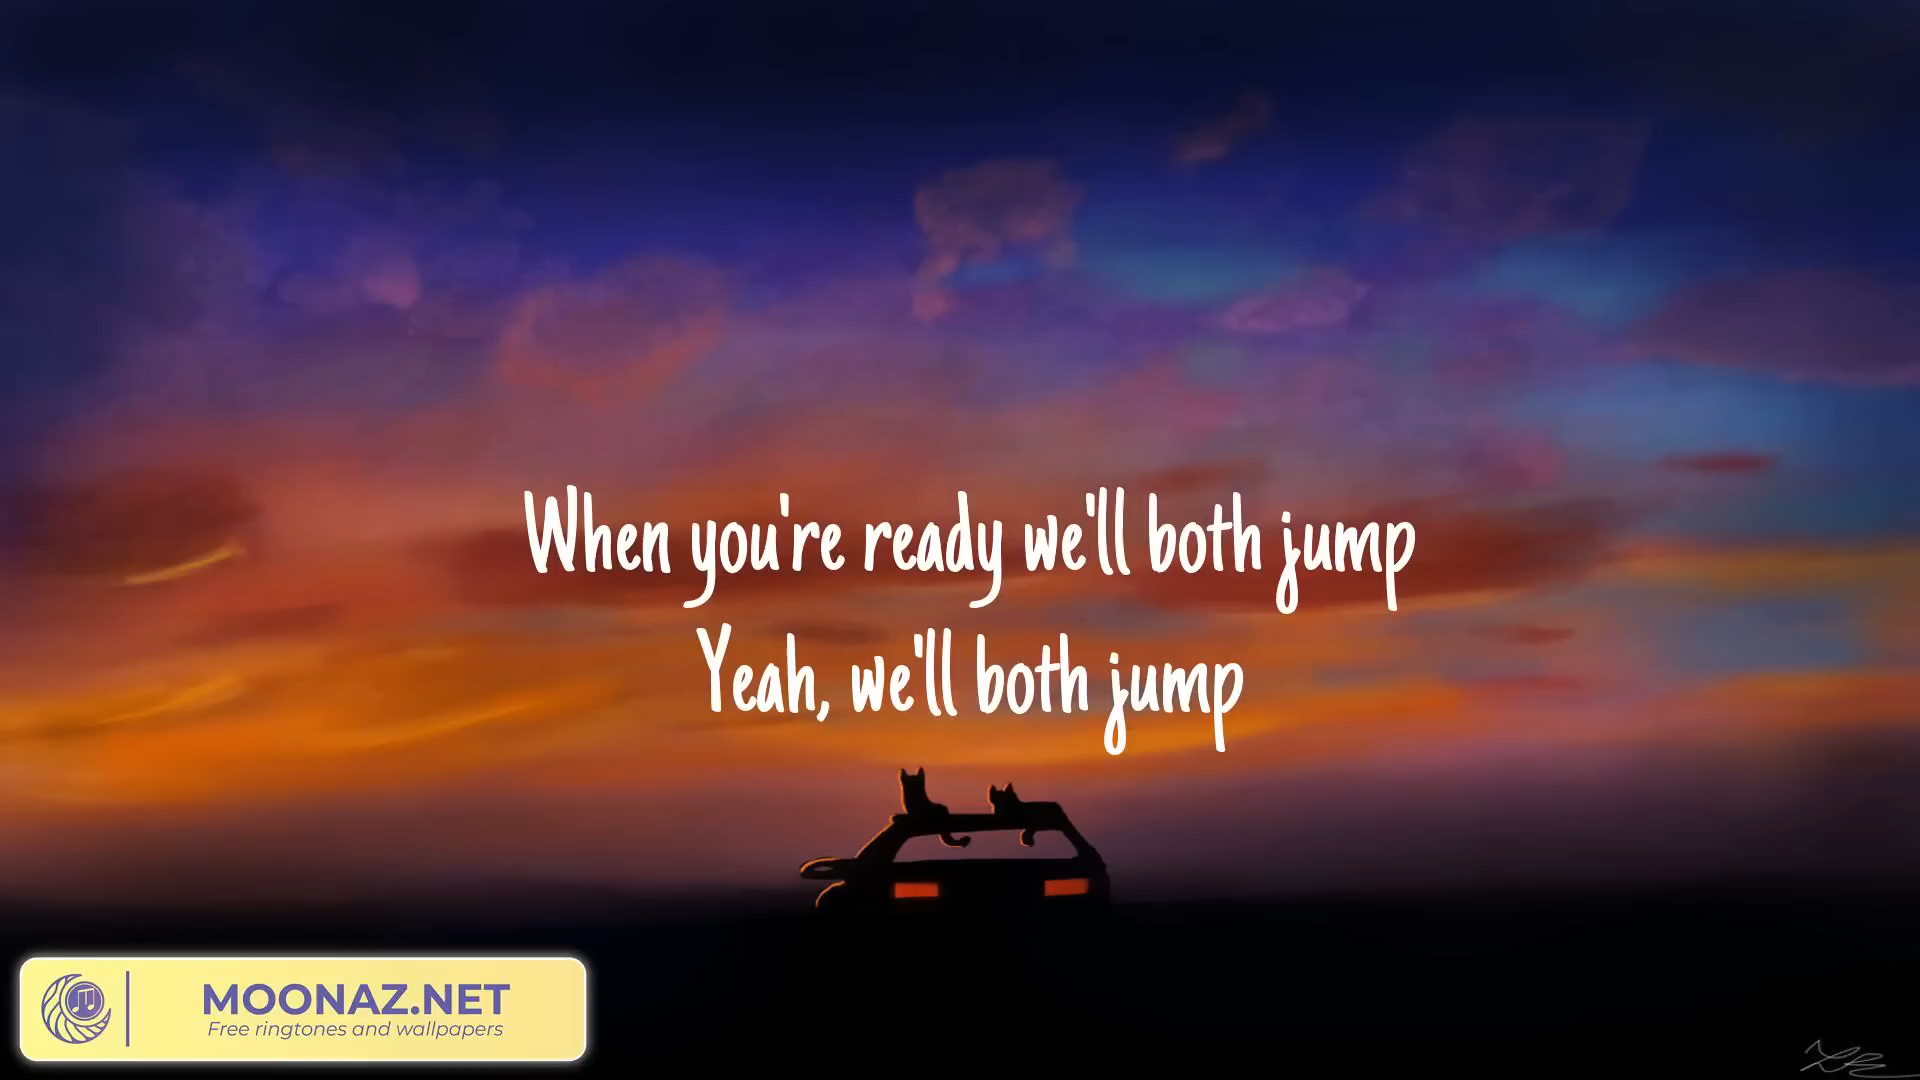 When you're ready we'll both jump
Yeah, we'll both jump
MOONAZ.NET
Free ringtones and wallpapers